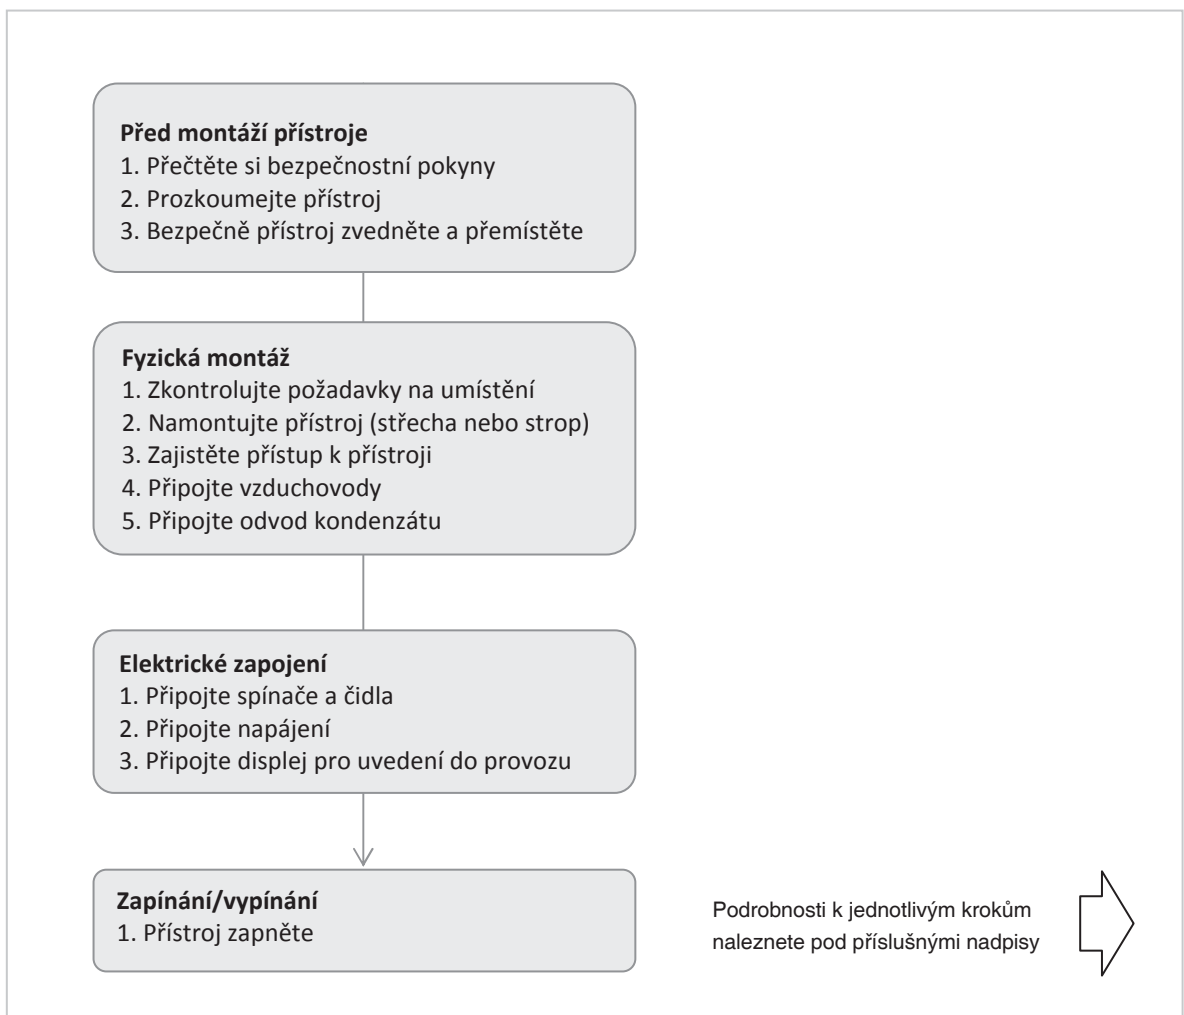 Před montáží přístroje
1. Přečtěte si bezpečnostní pokyny
2. Prozkoumejte přístroj
3. Bezpečně přístroj zvedněte a přemístěte
Fyzická montáž
1. Zkontrolujte požadavky na umístění
2. Namontujte přístroj (střecha nebo strop)
3. Zajistěte přístup k přístroji
4. Připojte vzduchovody
5. Připojte odvod kondenzátu
Elektrické zapojení
1. Připojte spínače a čidla
2. Připojte napájení
3. Připojte displej pro uvedení do provozu
Zapínání/vypínání
1. Přístroj zapněte
Podrobnosti k jednotlivým krokům
naleznete pod příslušnými nadpisy